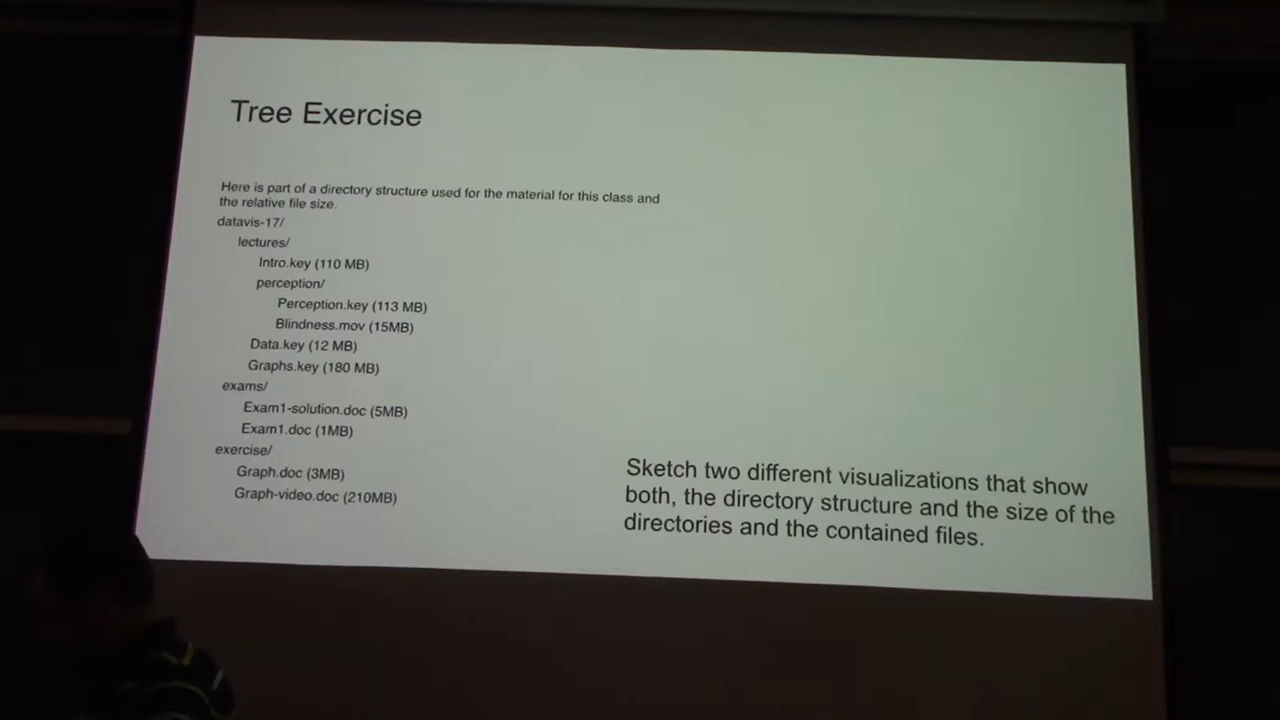 Tree Exercise
Here is part of a directory structure used for the material for this class and
the relative file size.
datavis-17/
lectures/
Intro.key (110 MB)
perception/
Perception.key (113 MB)
Blindness.mov (15MB)
Data.key (12 MB)
Graphs.key (180 MB)
exams/
Exam1-solution.doc (5MB)
Exam1.doc (1MB)
exercise/
Graph.doc (3MB)
Graph-video.doc (210MB)
Sketch two different visualizations that show
both, the directory structure and the size of the
directories and the contained files.